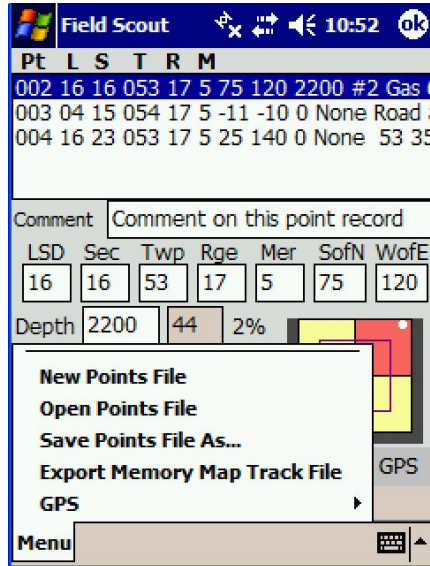 Field Scout 10:52 ok
Pt L S T R M
002 16 16 053 17 5 75 120 2200 #2 Gas
003 04 15 054 17 5 -11 -10 0 None Road
004 16 23 053 17 5 25 140 0 None 53 35
Comment Comment on this point record
LSD Sec Twp Rge Mer SofN WofE
16 16 53 17 5 75 120
Depth 2200 44 2%
New Points File
Open Points File
Save Points File As...
Export Memory Map Track File
GPS
GPS
Menu